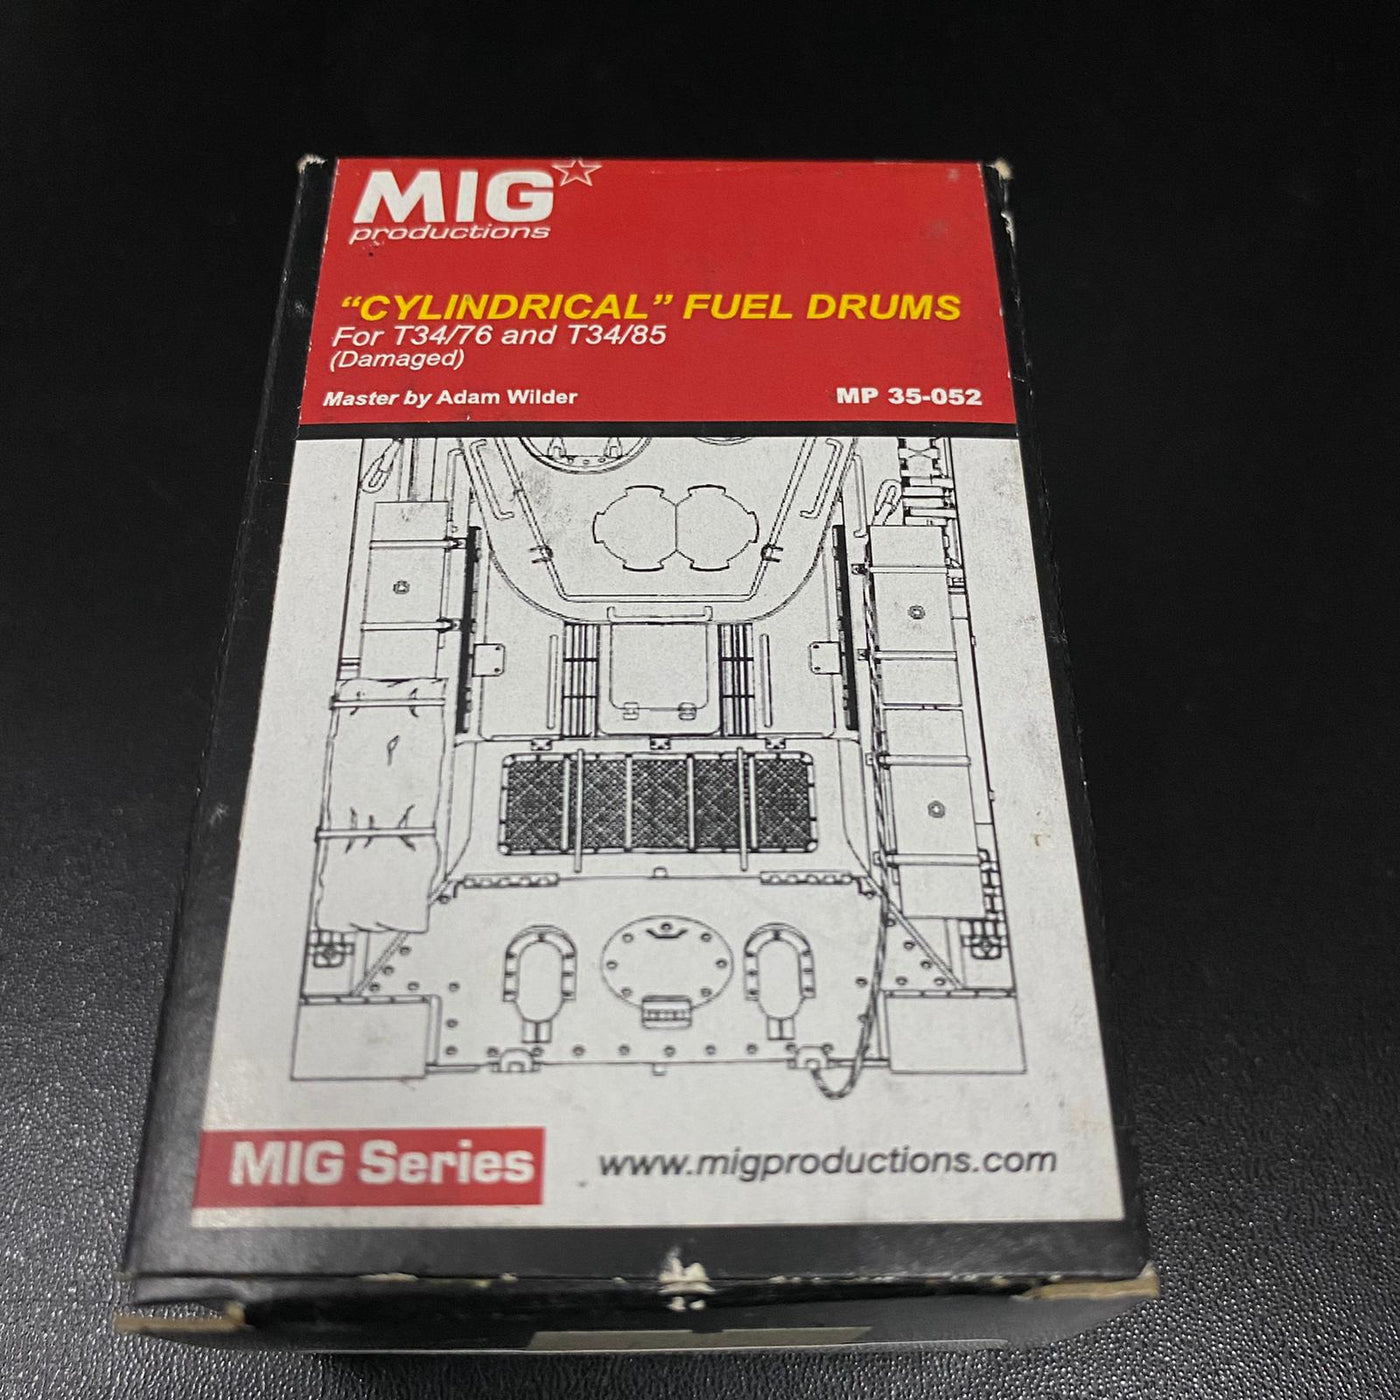 MIG
productions
“CYLINDRICAL” FUEL DRUMS
For T34/76 and T34/85
(Damaged)
Master by Adam Wilder MP 35-052
MIG Series www.migproductions.com